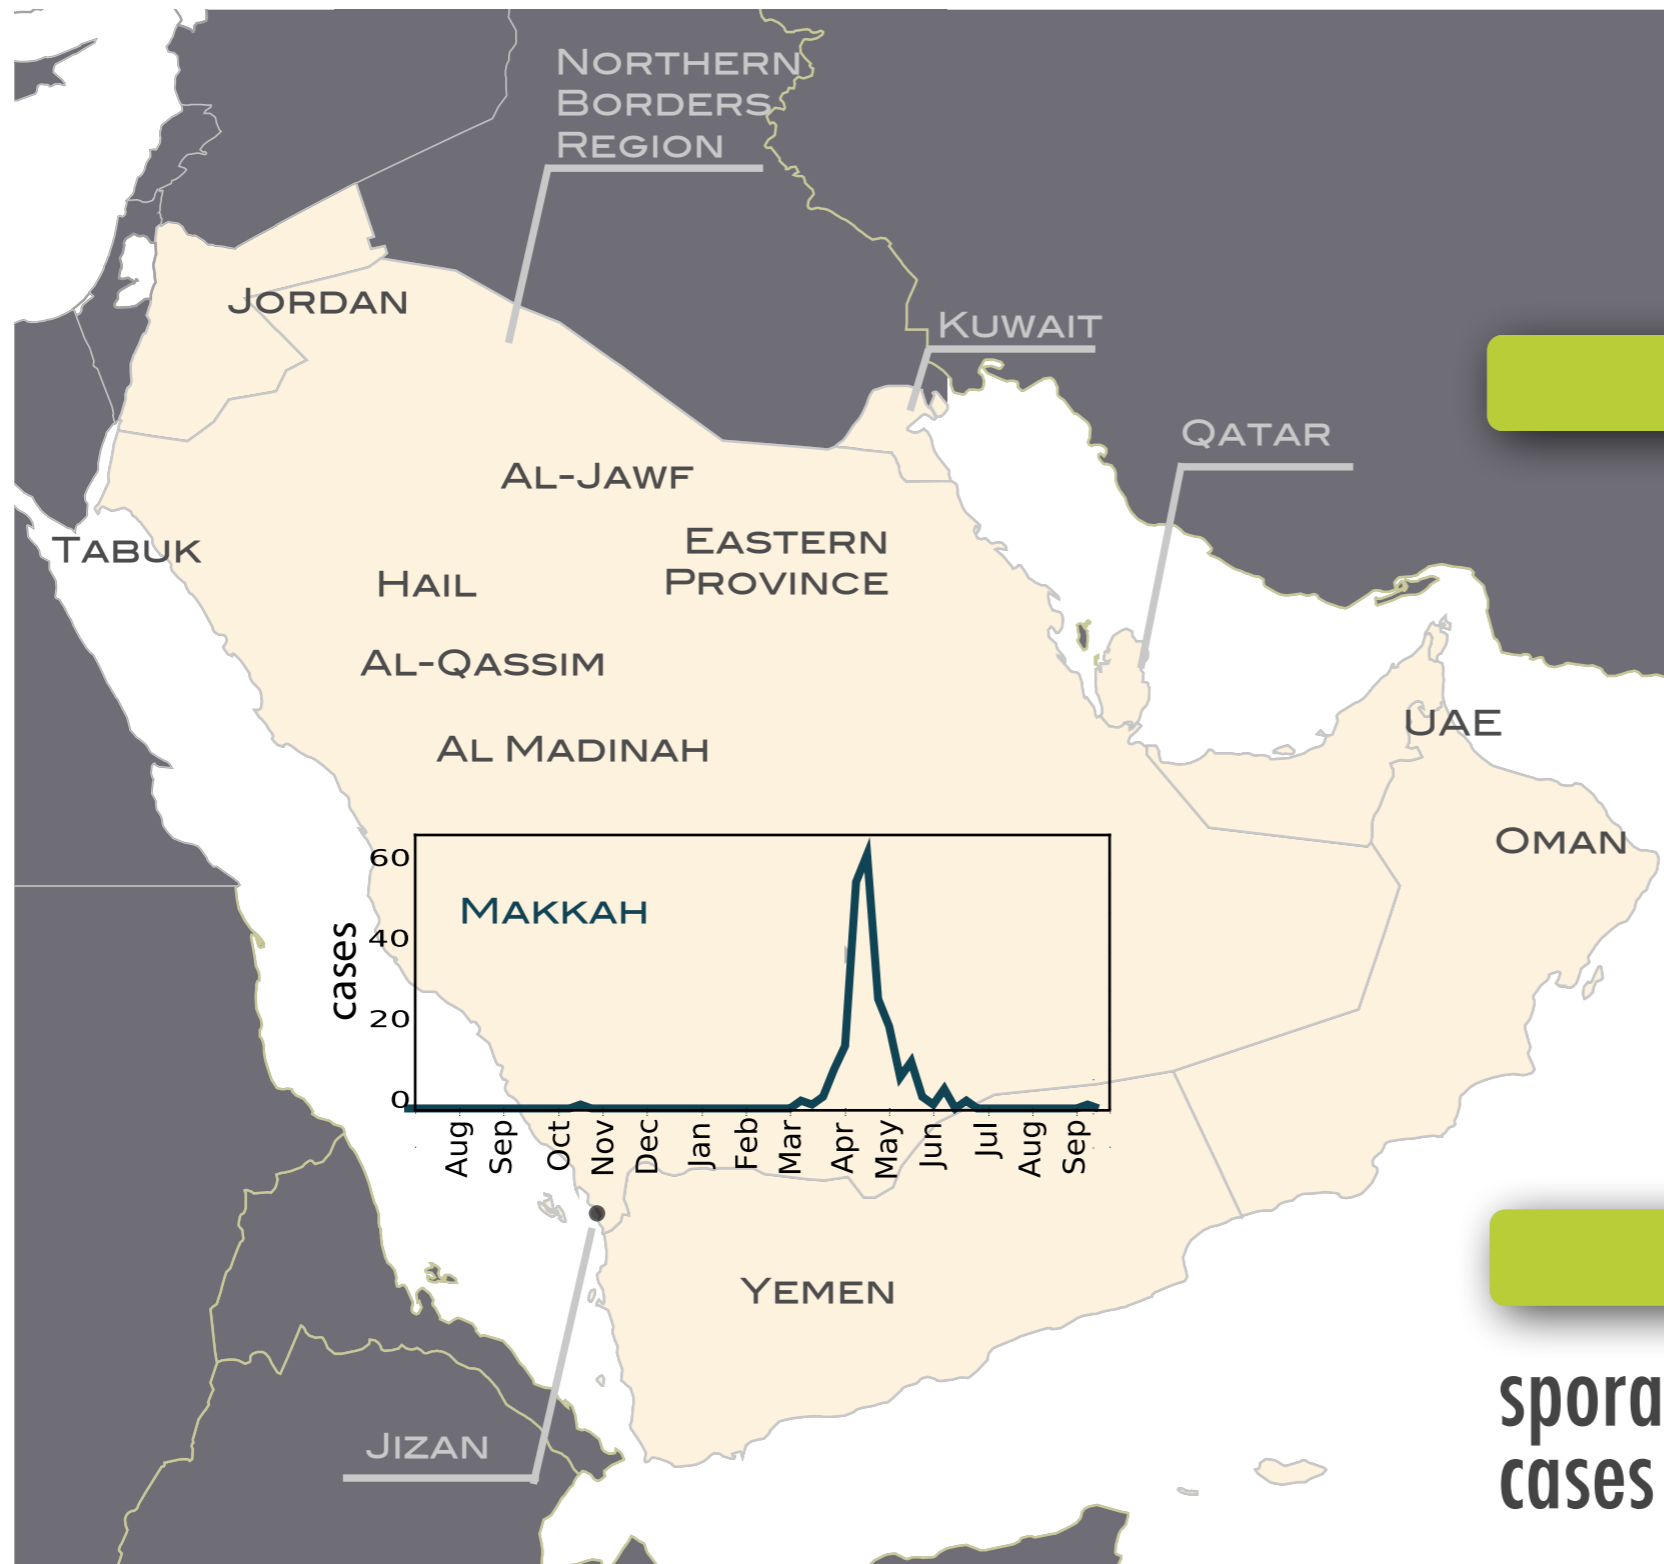 NORTHERN
BORDERS
REGION
JORDAN
KUWAIT
QATAR
AL-JAWF
TABUK
EASTERN
PROVINCE
HAIL
AL-QASSIM
AL MADINAH
UAE
OMAN
60
MAKKAH
40
cases
20
0
Aug Sep Oct Nov Dec Jan Feb Mar Apr May Jun Jul Aug Sep
YEMEN
JIZAN
spora
cases